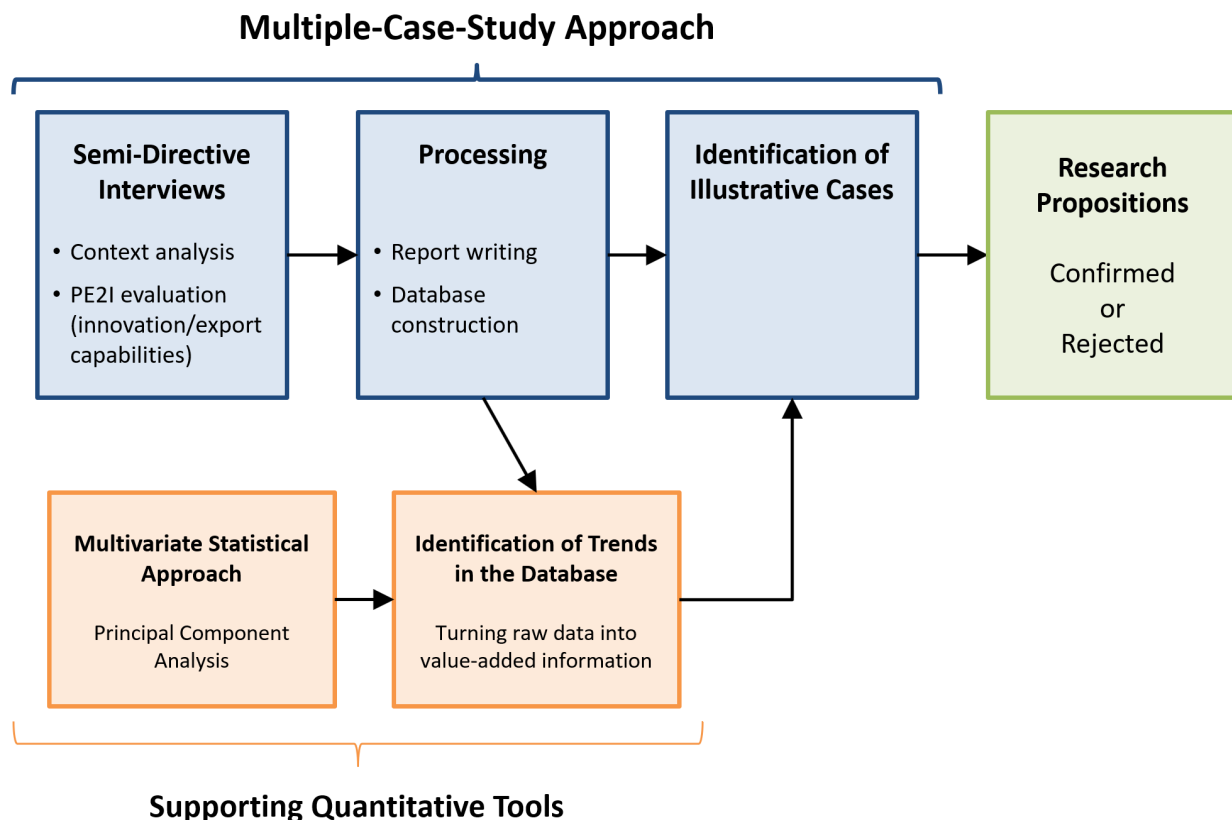 Multiple-Case-Study Approach
Semi-Directive
Interviews
• Context analysis
• PE2I evaluation
(innovation/export
capabilities)
Processing
• Report writing
• Database
construction
Identification of
Illustrative Cases
Research
Propositions
Confirmed
or
Rejected
Multivariate Statistical
Approach
Principal Component
Analysis
Identification of Trends
in the Database
Turning raw data into
value-added information
Supporting Quantitative Tools